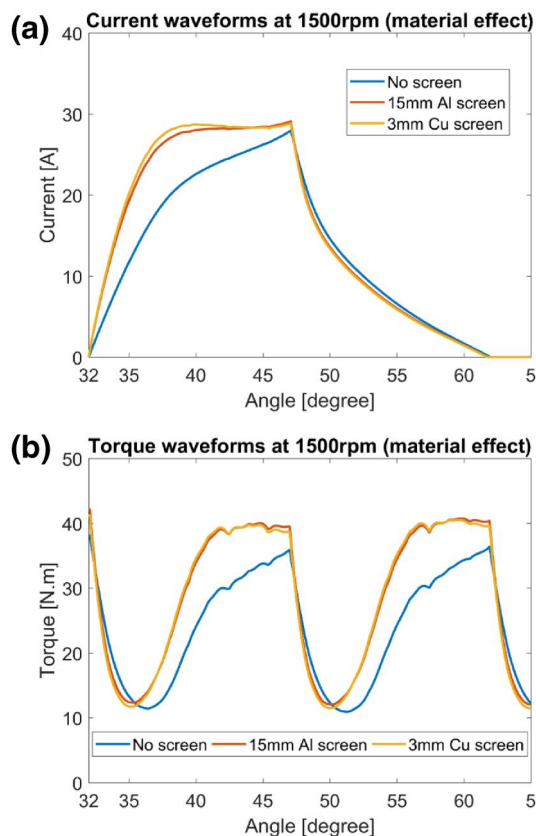 (a)
Current waveforms at 1500rpm (material effect)
40
30
20
10
0
Current [A]
No screen
15mm Al screen
3mm Cu screen
32 35 40 45 50 55 60 5
Angle [degree]
(b)
Torque waveforms at 1500rpm (material effect)
50
40
30
20
10
0
Torque [N.m]
No screen 15mm Al screen 3mm Cu screen
32 35 40 45 50 55 60 5
Angle [degree]